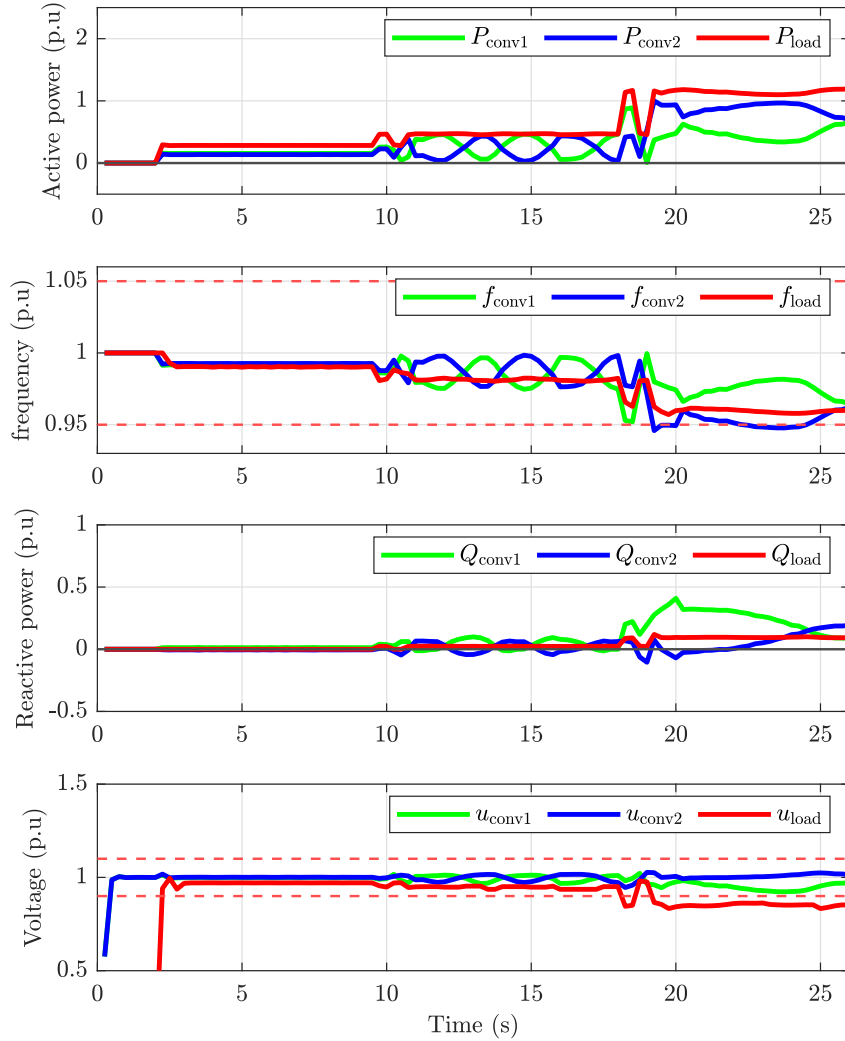 Active power (p.u)
2
1
0
P_conv1 P_conv2 P_load
0 5 10 15 20 25
frequency (p.u)
1.05
1
0.95
f_conv1 f_conv2 f_load
0 5 10 15 20 25
Reactive power (p.u)
1
0.5
0
-0.5
Q_conv1 Q_conv2 Q_load
0 5 10 15 20 25
Voltage (p.u)
1.5
1
0.5
u_conv1 u_conv2 u_load
0 5 10 15 20 25
Time (s)